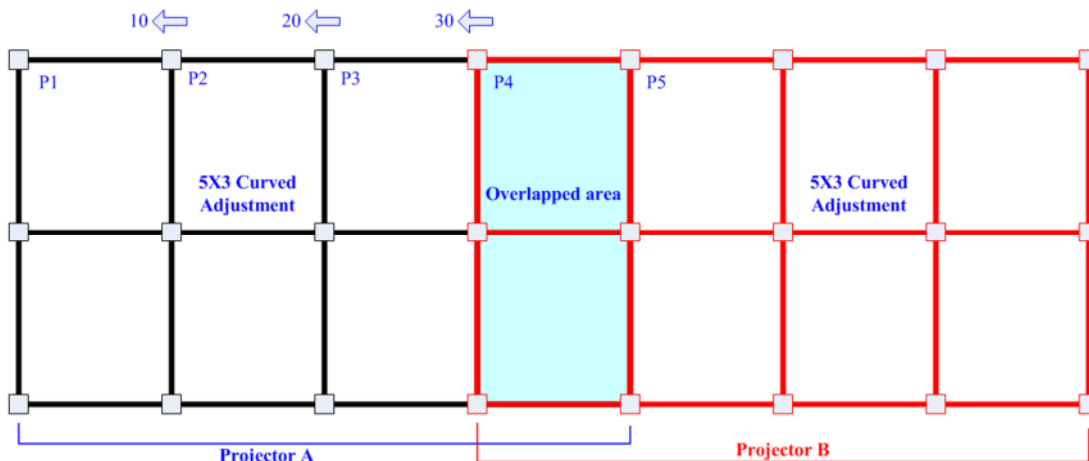 10 20 30
P1 P2 P3 P4 P5
5X3 Curved
Adjustment
Overlapped area
5X3 Curved
Adjustment
Projector A
Projector B